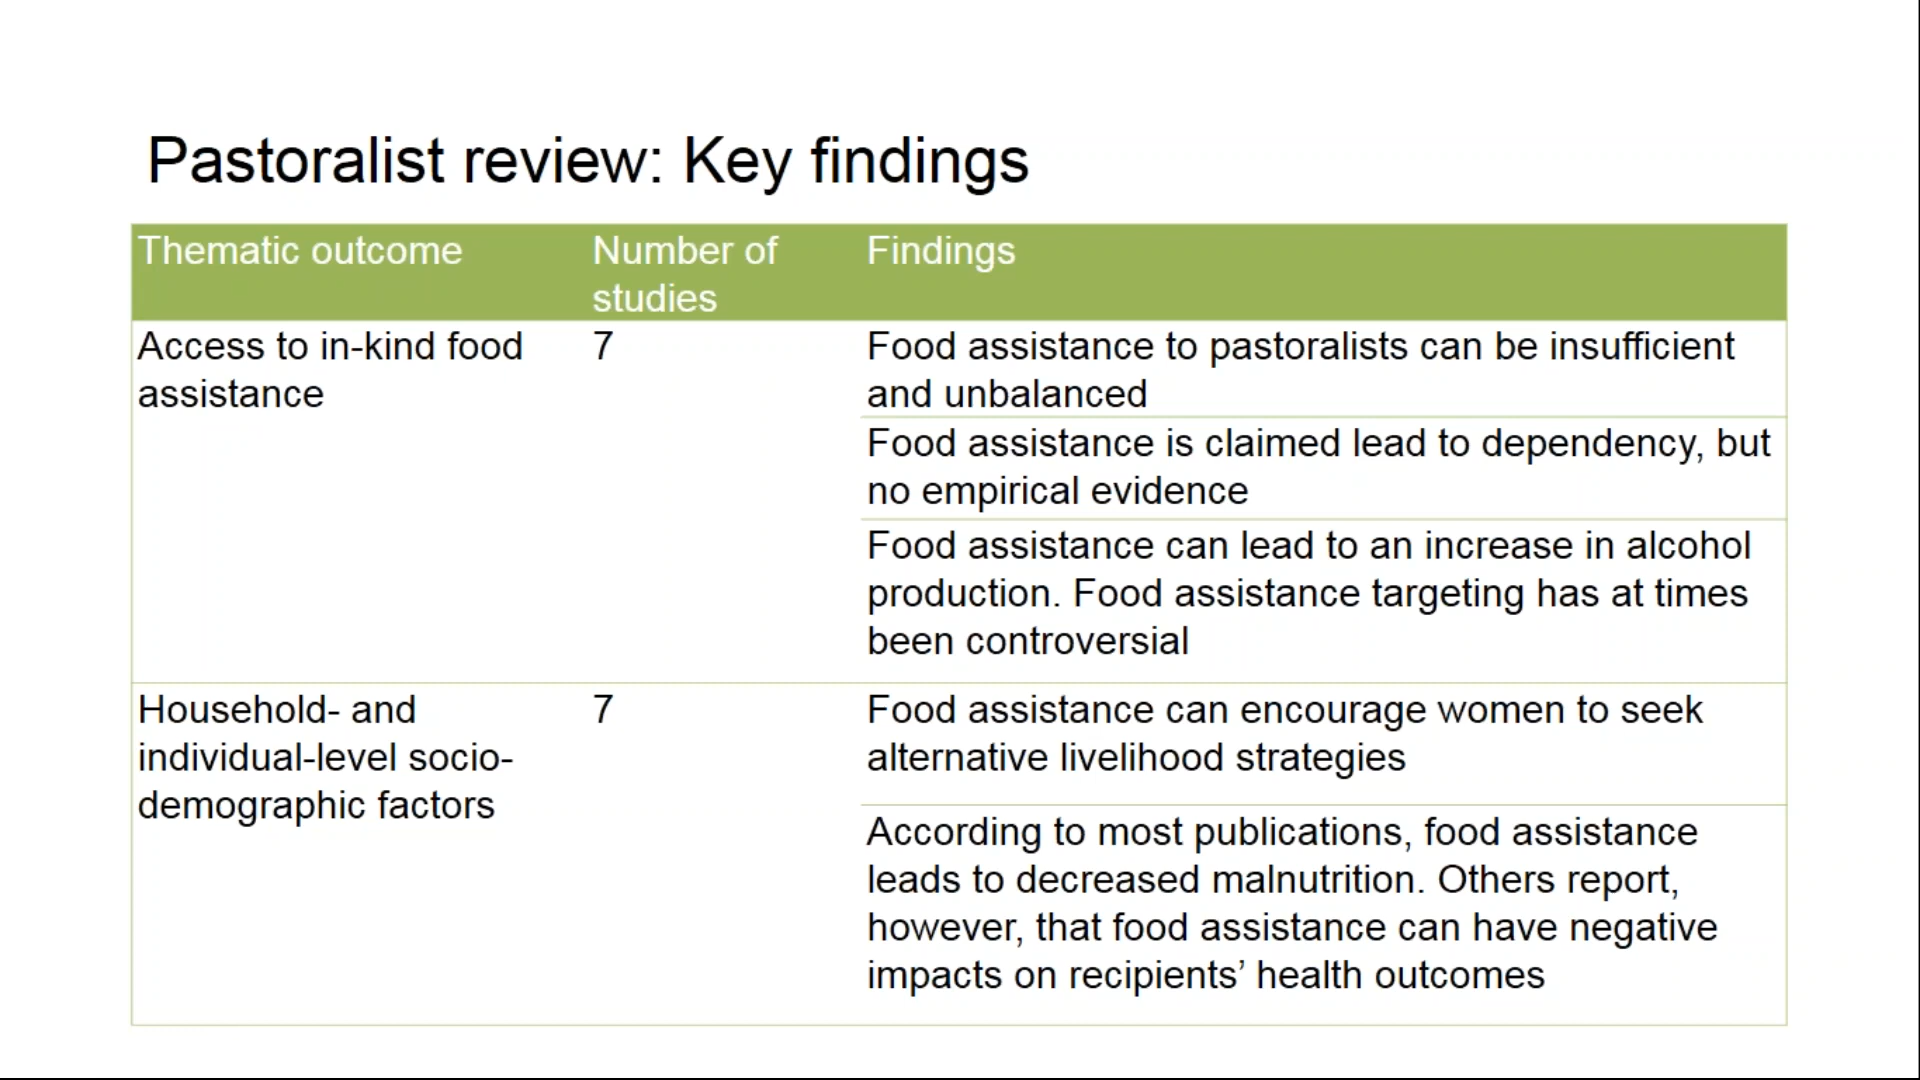 Pastoralist review: Key findings
Thematic outcome
Number of
studies
Findings
Access to in-kind food
assistance
7
Food assistance to pastoralists can be insufficient
and unbalanced
Food assistance is claimed lead to dependency, but
no empirical evidence
Food assistance can lead to an increase in alcohol
production. Food assistance targeting has at times
been controversial
Household- and
individual-level socio-
demographic factors
7
Food assistance can encourage women to seek
alternative livelihood strategies
According to most publications, food assistance
leads to decreased malnutrition. Others report,
however, that food assistance can have negative
impacts on recipients’ health outcomes